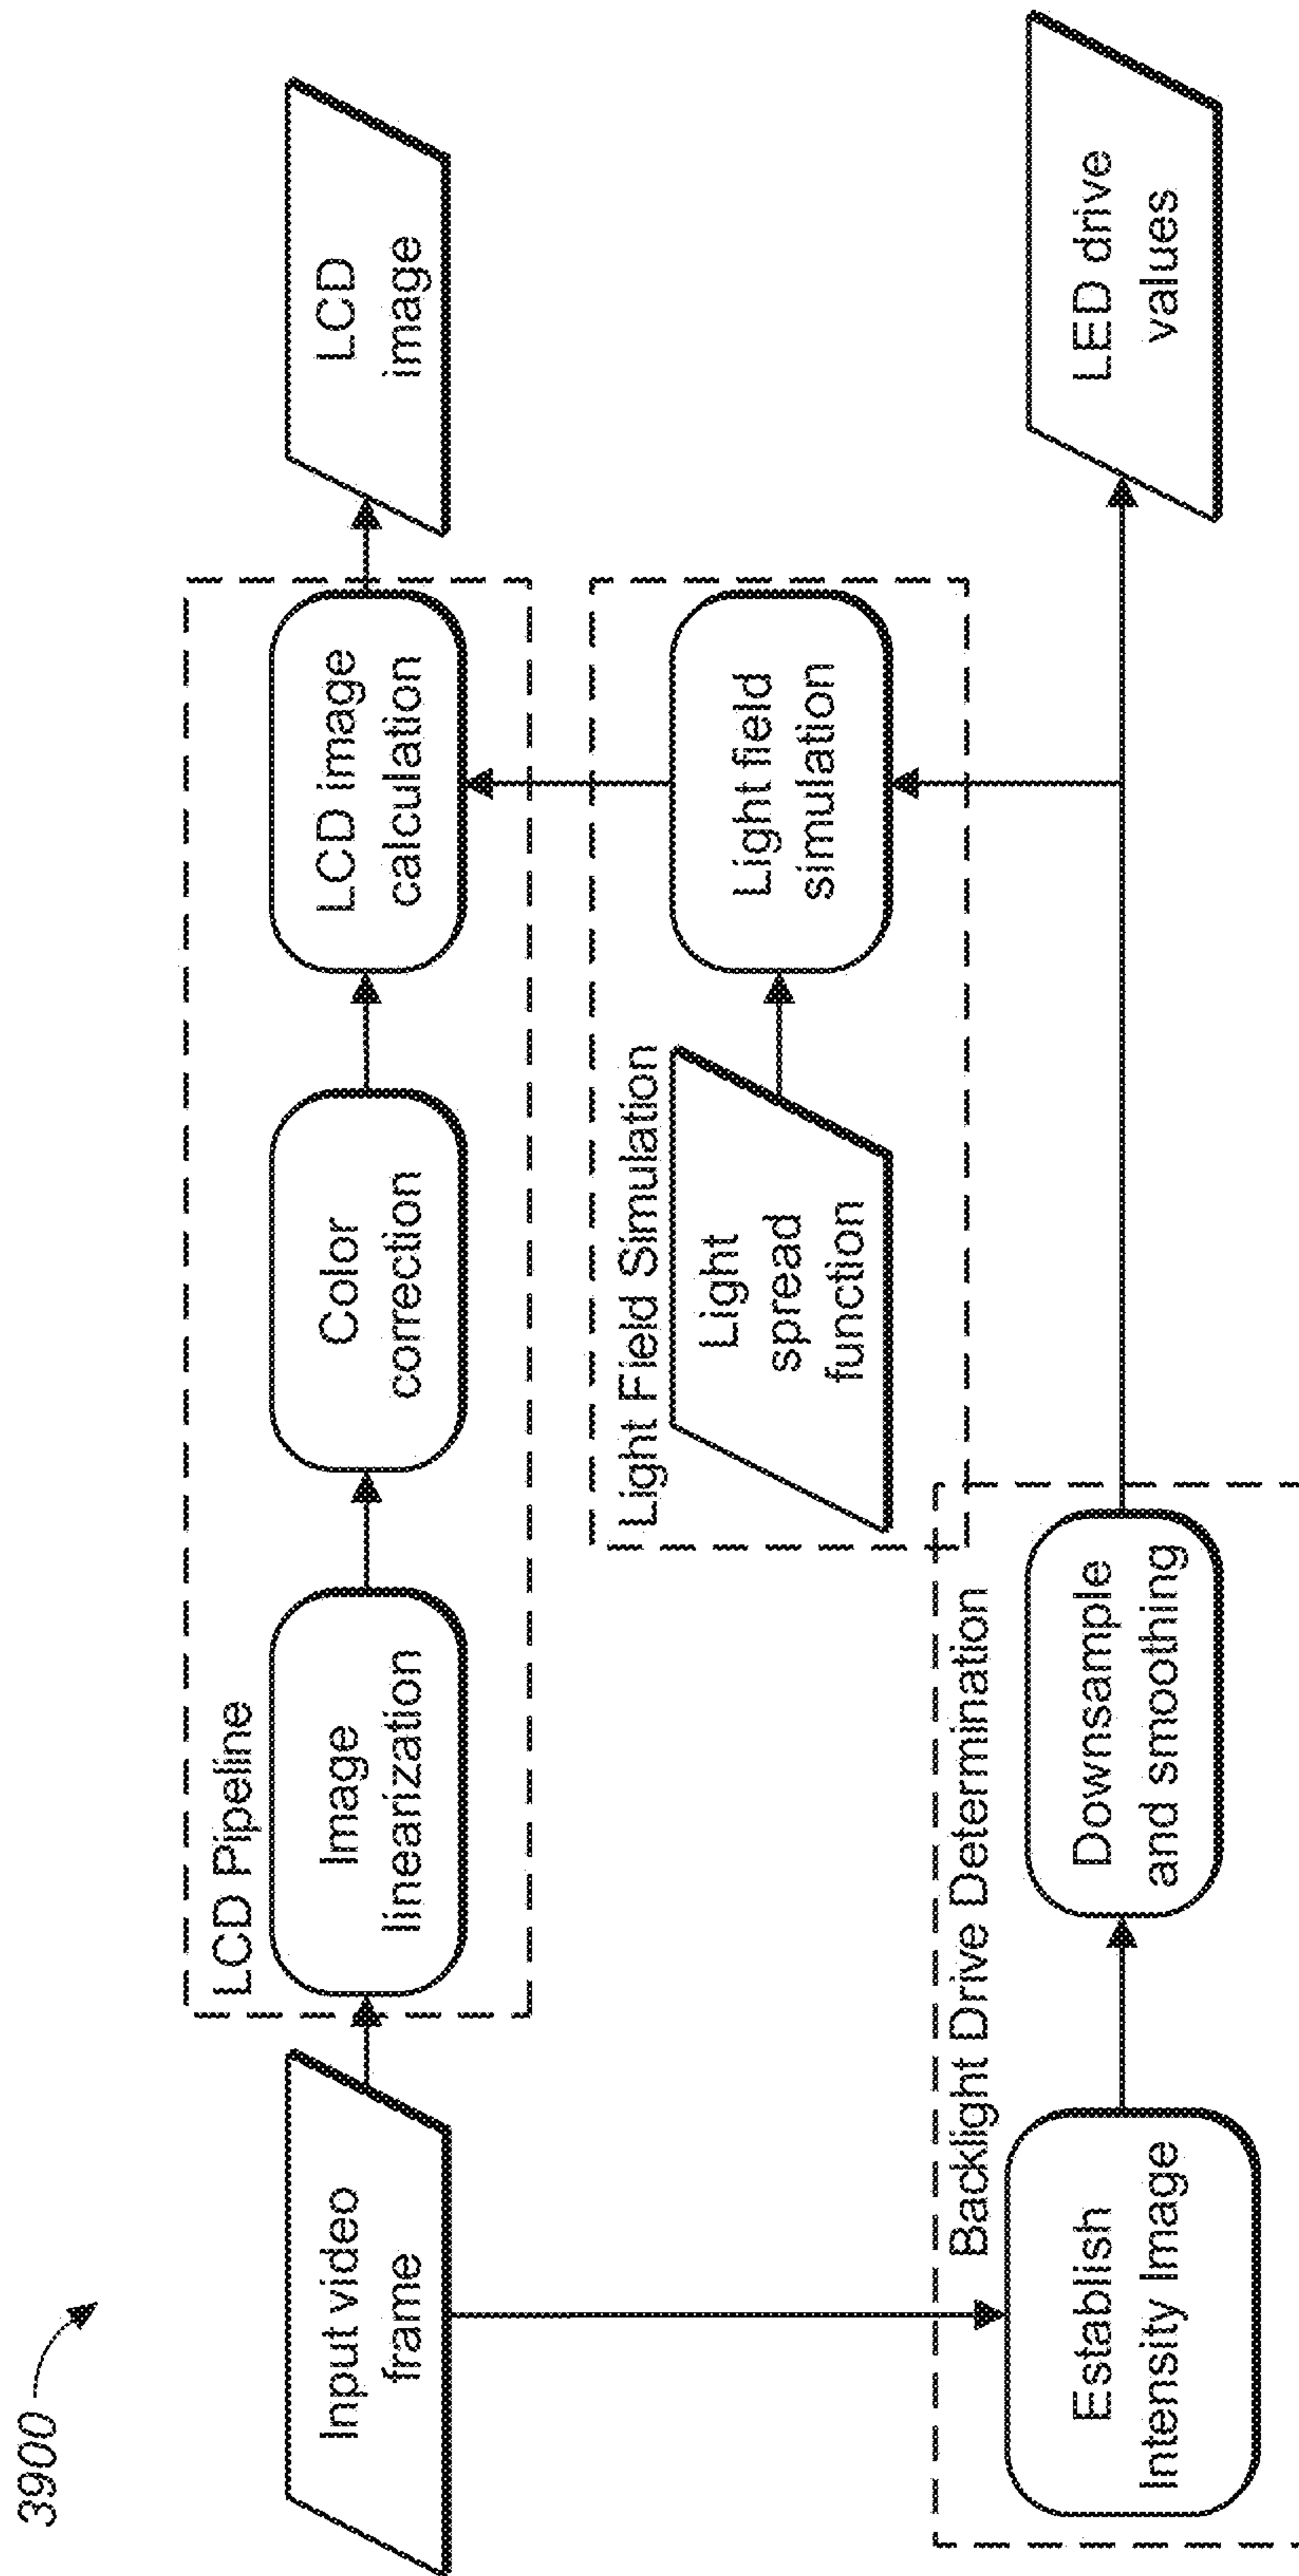 3900
Input video
frame
LCD Pipeline
Image
linearization
Color
correction
LCD image
calculation
LCD
image
Light Field Simulation
Light
spread
function
Light field
simulation
Backlight Drive Determination
Establish
Intensity Image
Downsample
and smoothing
LED drive
values